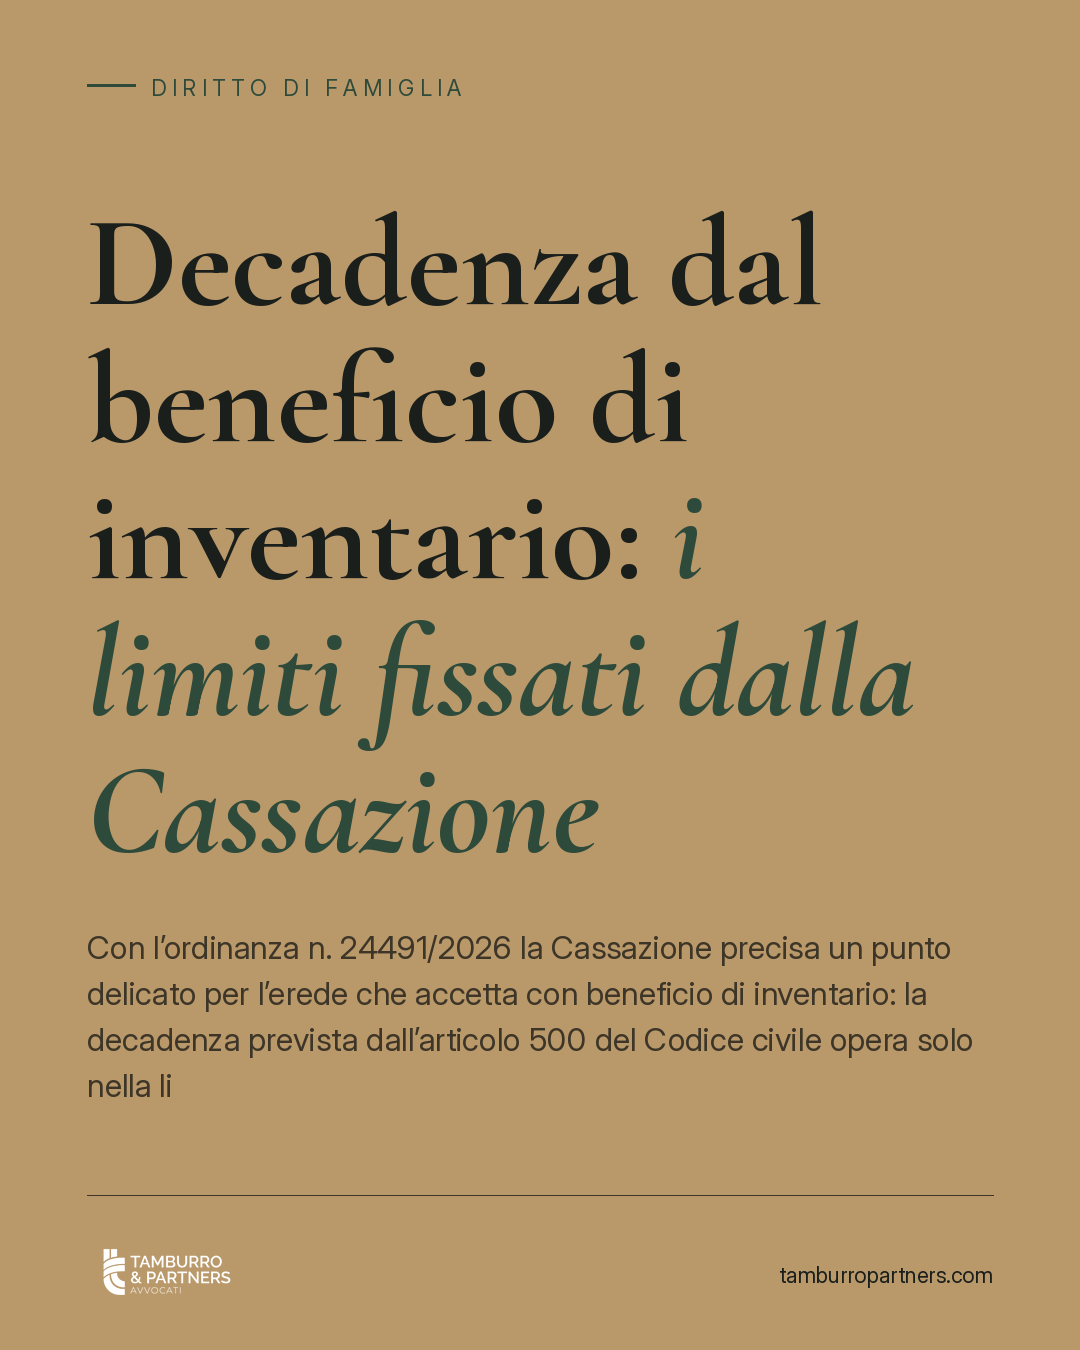 DIRITTO DI FAMIGLIA
Decadenza dal
beneficio di
inventario: i
limiti fissati dalla
Cassazione
Con l’ordinanza n. 24491/2026 la Cassazione precisa un punto
delicato per l’erede che accetta con beneficio di inventario: la
decadenza prevista dall’articolo 500 del Codice civile opera solo
nella li
TAMBURRO
& PARTNERS
AVVOCATI
tamburropartners.com